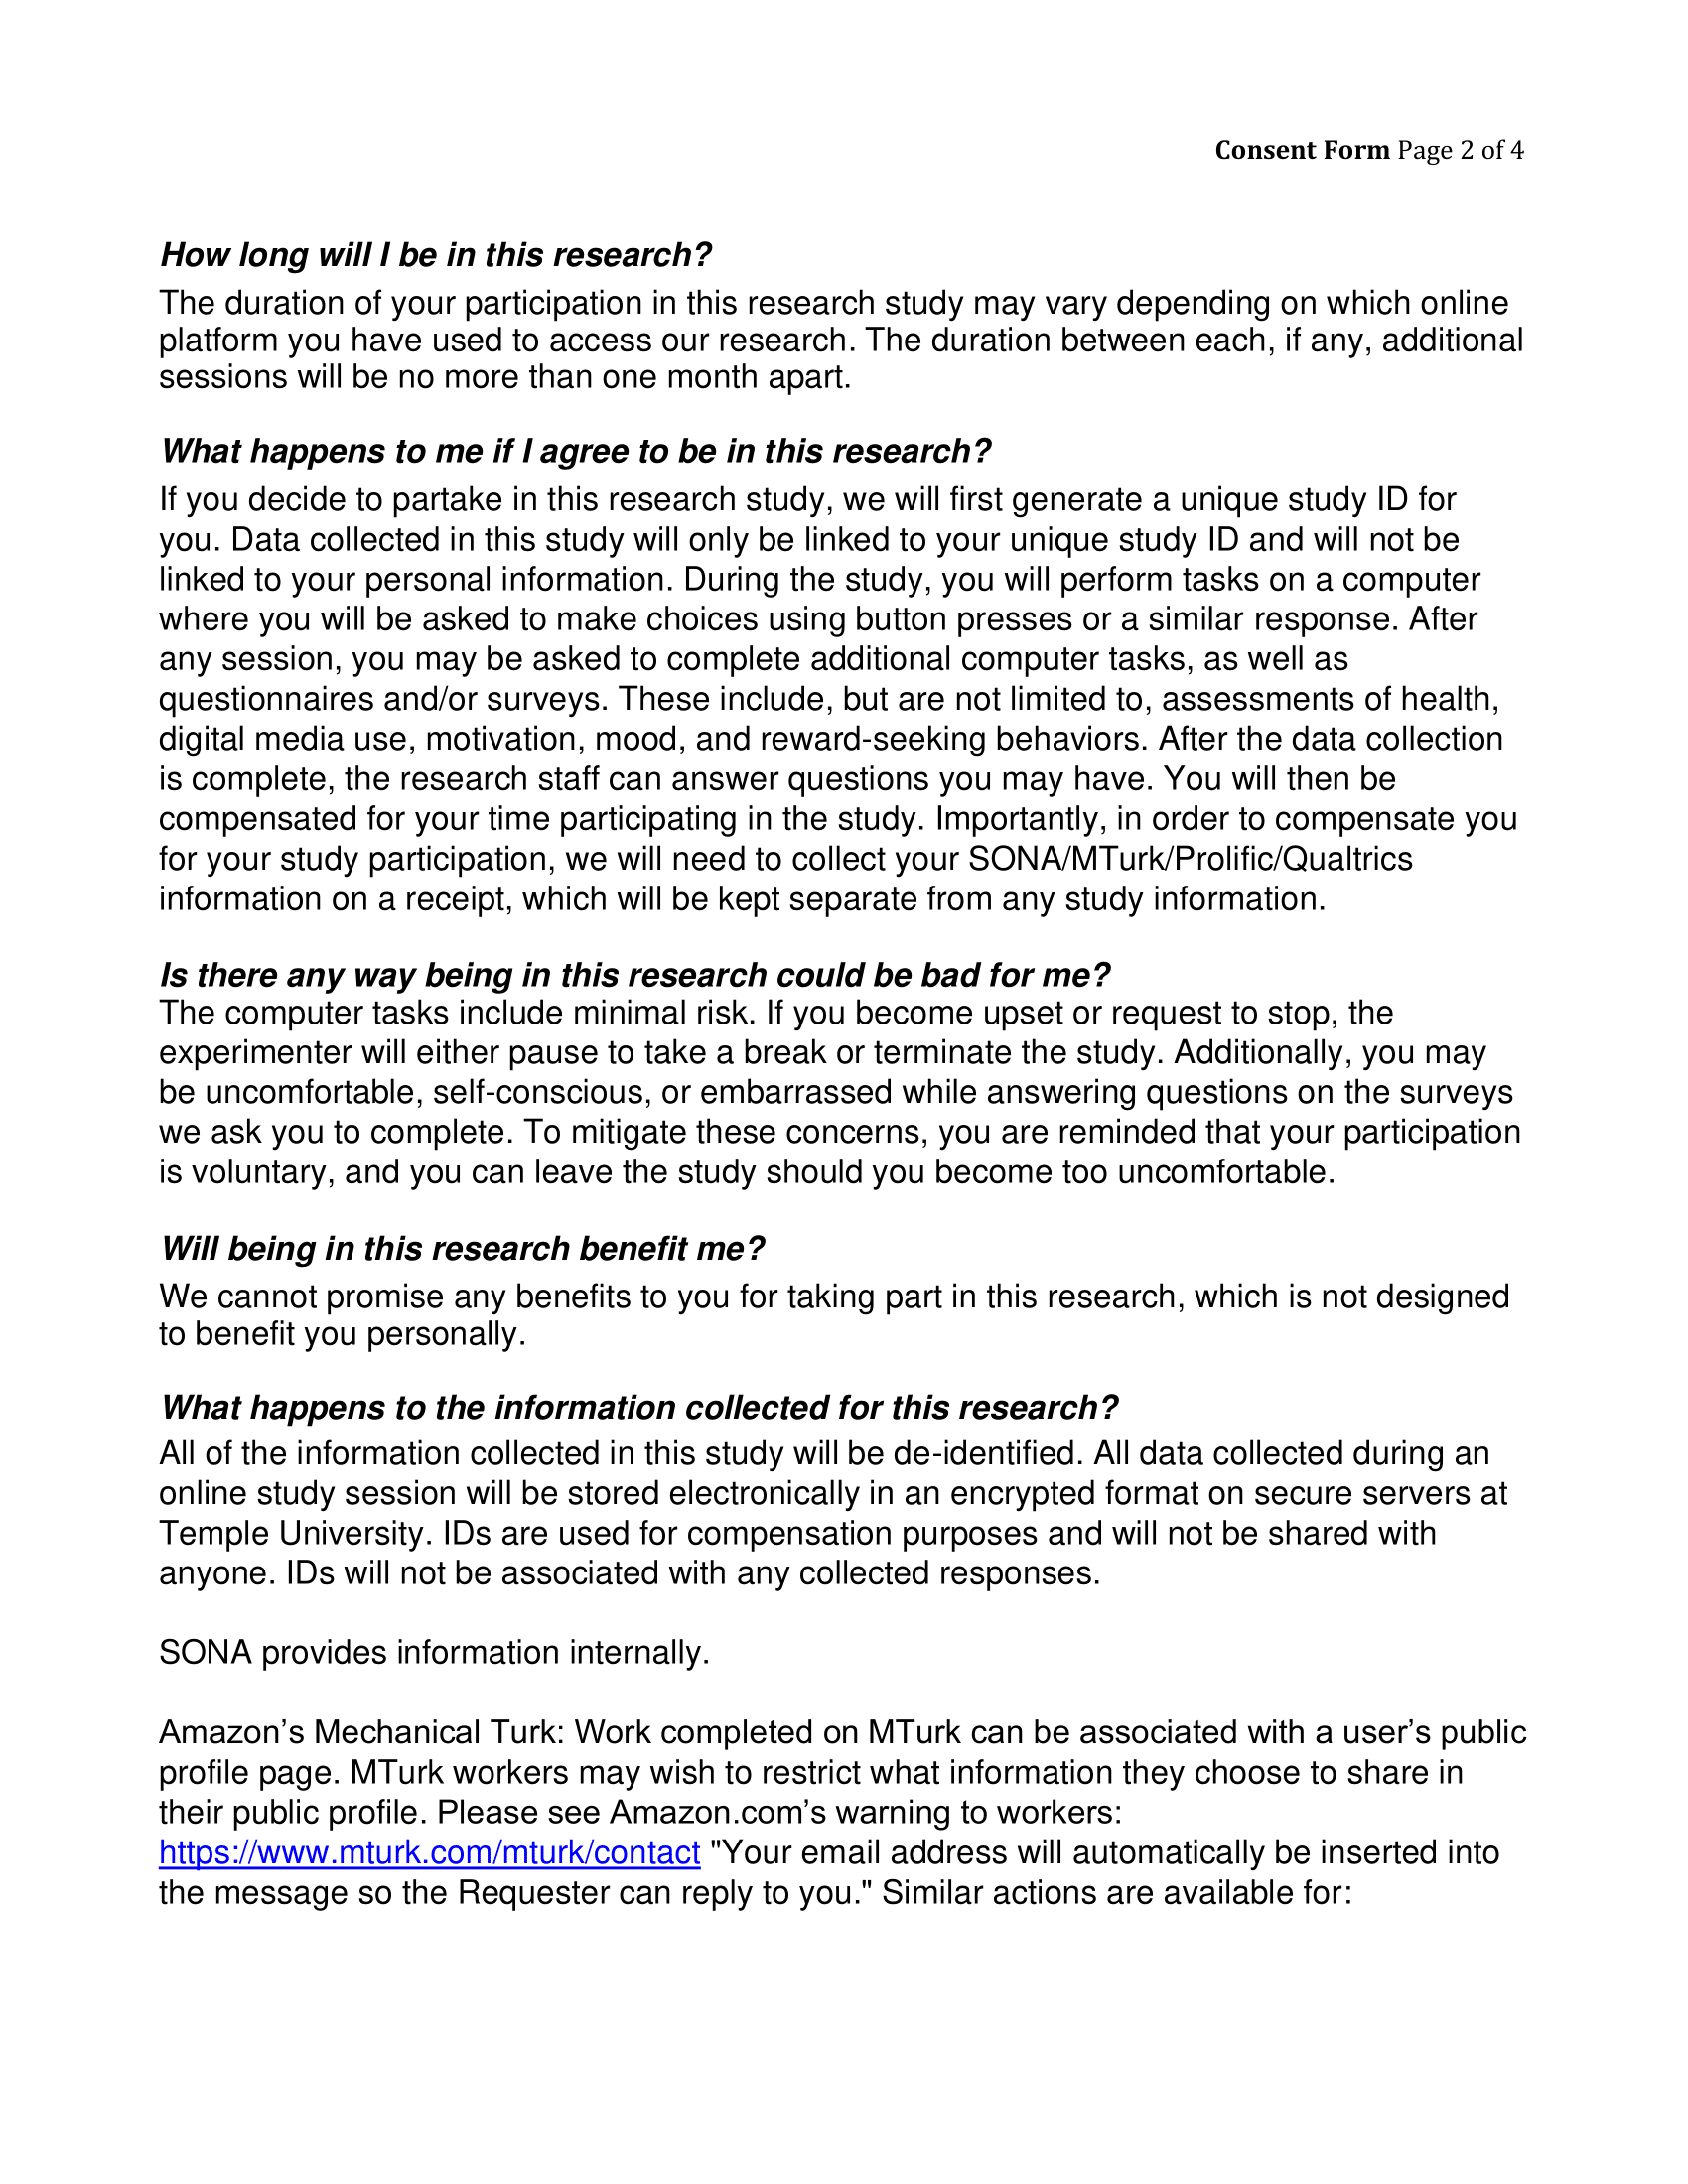 Consent Form Page 2 of 4
How long will I be in this research?
The duration of your participation in this research study may vary depending on which online
platform you have used to access our research. The duration between each, if any, additional
sessions will be no more than one month apart.
What happens to me if I agree to be in this research?
If you decide to partake in this research study, we will first generate a unique study ID for
you. Data collected in this study will only be linked to your unique study ID and will not be
linked to your personal information. During the study, you will perform tasks on a computer
where you will be asked to make choices using button presses or a similar response. After
any session, you may be asked to complete additional computer tasks, as well as
questionnaires and/or surveys. These include, but are not limited to, assessments of health,
digital media use, motivation, mood, and reward-seeking behaviors. After the data collection
is complete, the research staff can answer questions you may have. You will then be
compensated for your time participating in the study. Importantly, in order to compensate you
for your study participation, we will need to collect your SONA/MTurk/Prolific/Qualtrics
information on a receipt, which will be kept separate from any study information.
Is there any way being in this research could be bad for me?
The computer tasks include minimal risk. If you become upset or request to stop, the
experimenter will either pause to take a break or terminate the study. Additionally, you may
be uncomfortable, self-conscious, or embarrassed while answering questions on the surveys
we ask you to complete. To mitigate these concerns, you are reminded that your participation
is voluntary, and you can leave the study should you become too uncomfortable.
Will being in this research benefit me?
We cannot promise any benefits to you for taking part in this research, which is not designed
to benefit you personally.
What happens to the information collected for this research?
All of the information collected in this study will be de-identified. All data collected during an
online study session will be stored electronically in an encrypted format on secure servers at
Temple University. IDs are used for compensation purposes and will not be shared with
anyone. IDs will not be associated with any collected responses.
SONA provides information internally.
Amazon’s Mechanical Turk: Work completed on MTurk can be associated with a user’s public
profile page. MTurk workers may wish to restrict what information they choose to share in
their public profile. Please see Amazon.com’s warning to workers:
https://www.mturk.com/mturk/contact "Your email address will automatically be inserted into
the message so the Requester can reply to you." Similar actions are available for: